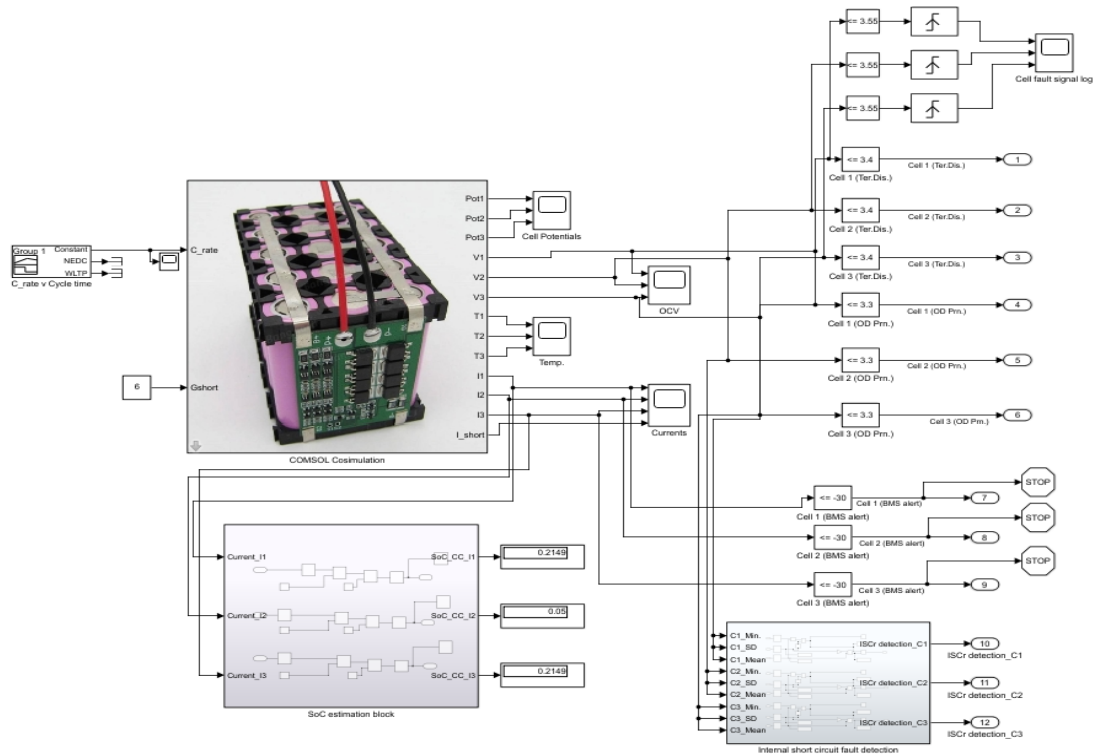 <= 3.55
<= 3.55
Cell fault signal log
<= 3.55
<= 3.4
Cell 1 (Ter.Dis.)
1
Cell 1 (Ter.Dis.)
<= 3.4
Cell 2 (Ter.Dis.)
2
Cell 2 (Ter.Dis.)
<= 3.4
Cell 3 (Ter.Dis.)
3
Cell 3 (Ter.Dis.)
<= 3.3
Cell 1 (OD Prn.)
4
Cell 1 (OD Prn.)
<= 3.3
Cell 2 (OD Prn.)
5
Cell 2 (OD Prn.)
<= 3.3
Cell 3 (OD Prn.)
6
Cell 3 (OD Prn.)
Group 1
Constant
NEDC
WLTP
C_rate v Cycle time
C_rate
6
Gshort
Pot1
Pot2
Pot3
V1
V2
V3
T1
T2
T3
I1
I2
I3
I_short
COMSOL Cosimulation
Cell Potentials
OCV
Temp.
Currents
<= -30
Cell 1 (BMS alert)
STOP
7
Cell 1 (BMS alert)
<= -30
Cell 2 (BMS alert)
STOP
8
Cell 2 (BMS alert)
<= -30
Cell 3 (BMS alert)
STOP
9
Cell 3 (BMS alert)
Current_I1
SoC_CC_I1
0.2149
Current_I2
SoC_CC_I2
0.05
Current_I3
SoC_CC_I3
0.2149
SoC estimation block
C1_Min.
C1_SD
C1_Mean
C2_Min.
C2_SD
C2_Mean
C3_Min.
C3_SD
C3_Mean
ISCr detection_C1
10
ISCr detection_C1
ISCr detection_C2
11
ISCr detection_C2
ISCr detection_C3
12
ISCr detection_C3
Internal short circuit fault detection